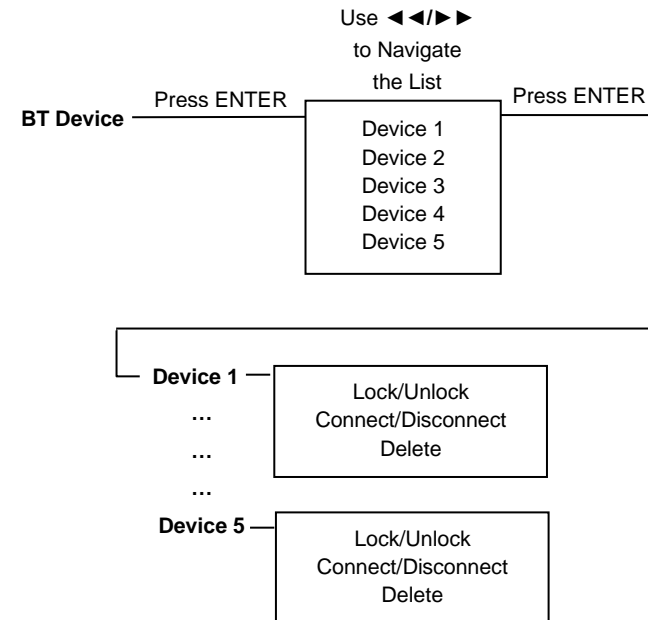 Use ◄◄/►►
to Navigate
the List
BT Device
Press ENTER
Press ENTER
Device 1
Device 2
Device 3
Device 4
Device 5
Device 1
Lock/Unlock
Connect/Disconnect
Delete
...
...
...
Device 5
Lock/Unlock
Connect/Disconnect
Delete